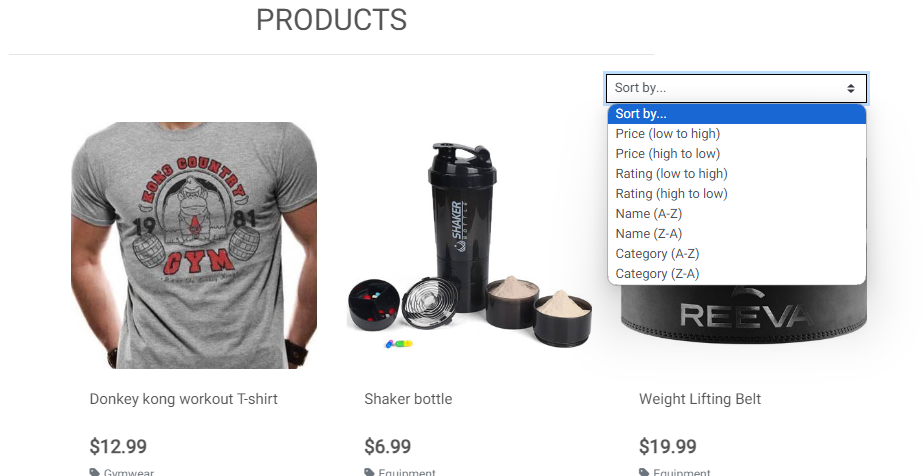 PRODUCTS
Sort by...
Sort by...
Price (low to high)
Price (high to low)
Rating (low to high)
Rating (high to low)
Name (A-Z)
Name (Z-A)
Category (A-Z)
Category (Z-A)
KONG COUNTRY
1981
GYM
SHAKER
BOTTLE
REEVA
Donkey kong workout T-shirt
Shaker bottle
Weight Lifting Belt
$12.99
$6.99
$19.99
Gymwear
Equipment
Equipment